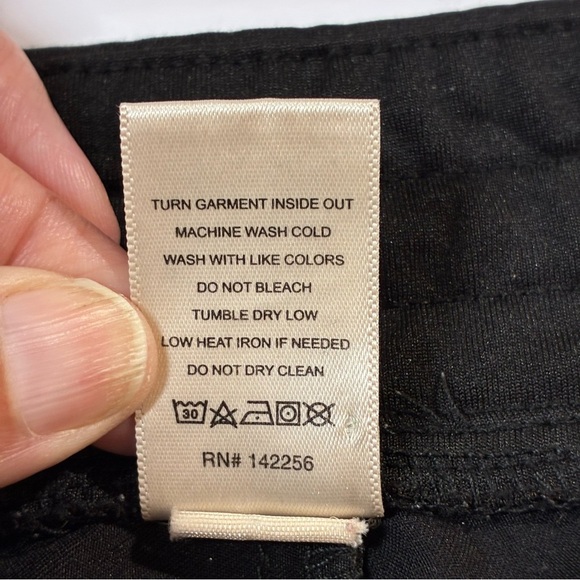 TURN GARMENT INSIDE OUT
MACHINE WASH COLD
WASH WITH LIKE COLORS
DO NOT BLEACH
TUMBLE DRY LOW
LOW HEAT IRON IF NEEDED
DO NOT DRY CLEAN
30
RN# 142256